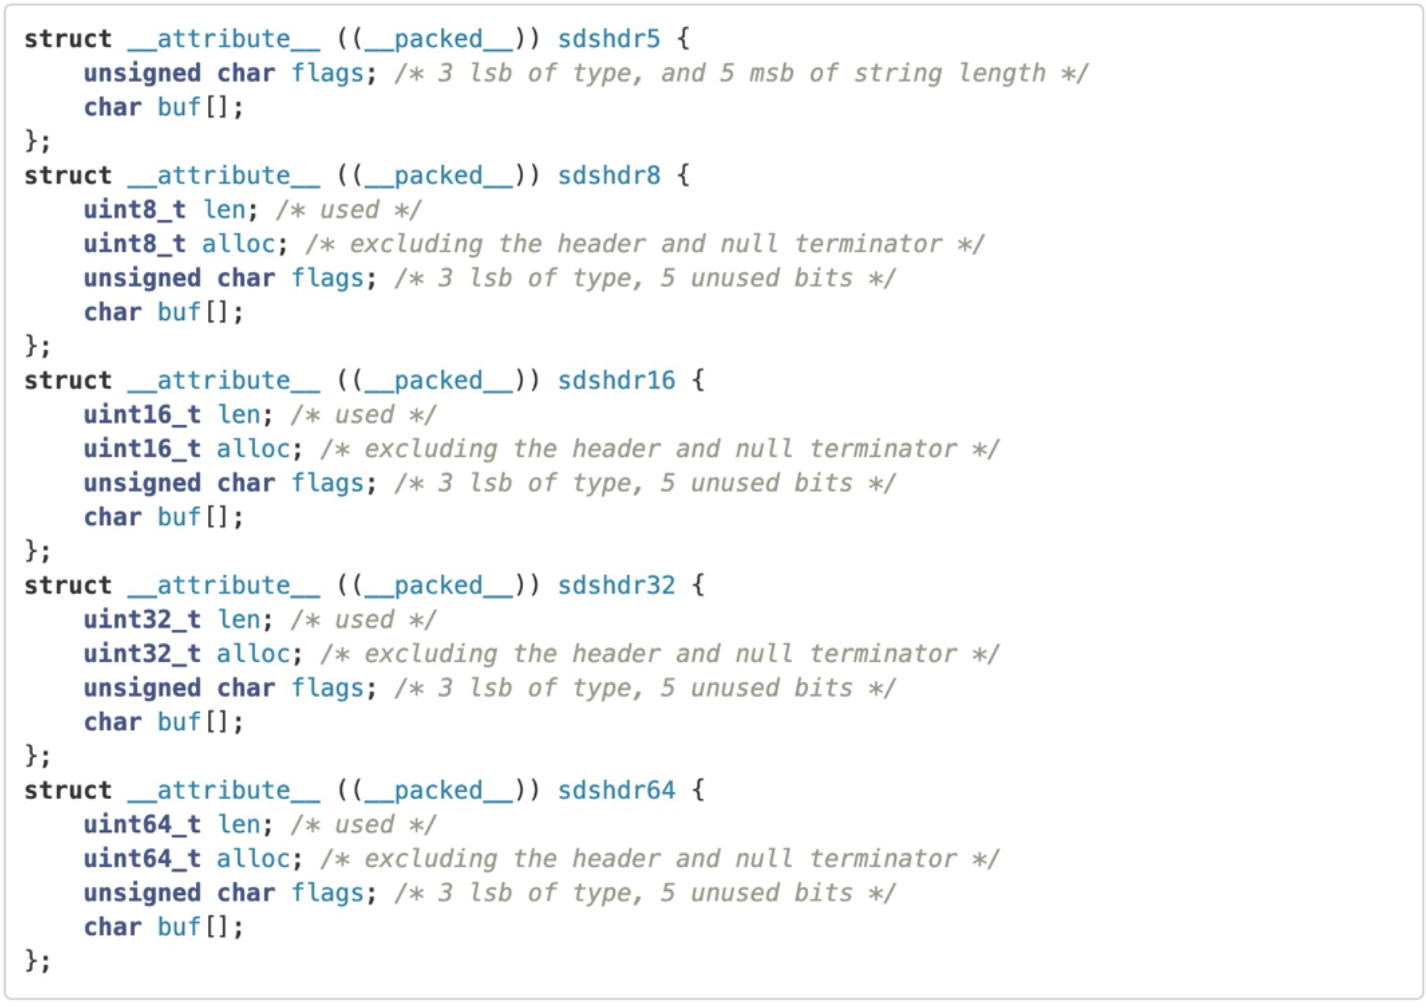 struct __attribute__ ((__packed__)) sdshdr5 {
    unsigned char flags; /* 3 lsb of type, and 5 msb of string length */
    char buf[];
};
struct __attribute__ ((__packed__)) sdshdr8 {
    uint8_t len; /* used */
    uint8_t alloc; /* excluding the header and null terminator */
    unsigned char flags; /* 3 lsb of type, 5 unused bits */
    char buf[];
};
struct __attribute__ ((__packed__)) sdshdr16 {
    uint16_t len; /* used */
    uint16_t alloc; /* excluding the header and null terminator */
    unsigned char flags; /* 3 lsb of type, 5 unused bits */
    char buf[];
};
struct __attribute__ ((__packed__)) sdshdr32 {
    uint32_t len; /* used */
    uint32_t alloc; /* excluding the header and null terminator */
    unsigned char flags; /* 3 lsb of type, 5 unused bits */
    char buf[];
};
struct __attribute__ ((__packed__)) sdshdr64 {
    uint64_t len; /* used */
    uint64_t alloc; /* excluding the header and null terminator */
    unsigned char flags; /* 3 lsb of type, 5 unused bits */
    char buf[];
};